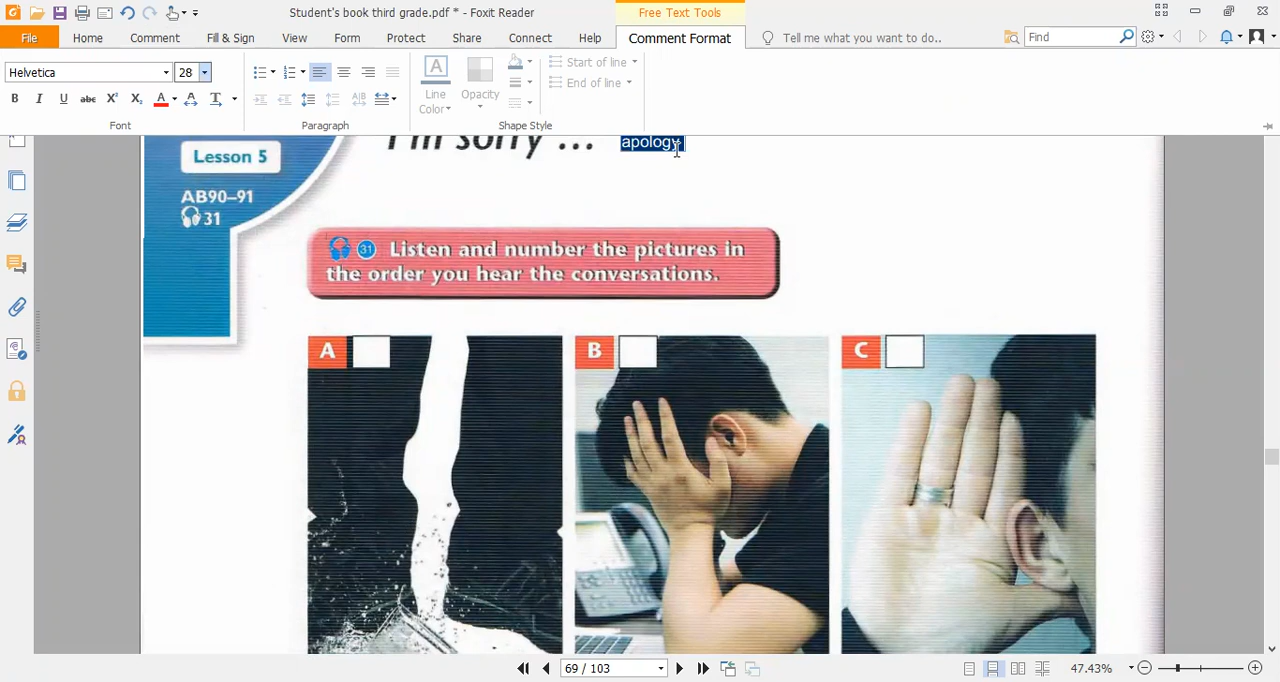 Student's book third grade.pdf * - Foxit Reader
Free Text Tools
File Home Comment Fill & Sign View Form Protect Share Connect Help Comment Format Tell me what you want to do.. Find
Helvetica 28
Line Color
Opacity
Start of line
End of line
Font Paragraph Shape Style
I'm sorry ... apology
Lesson 5
AB90–91
31
31 Listen and number the pictures in
the order you hear the conversations.
A B C
69 / 103 47.43%